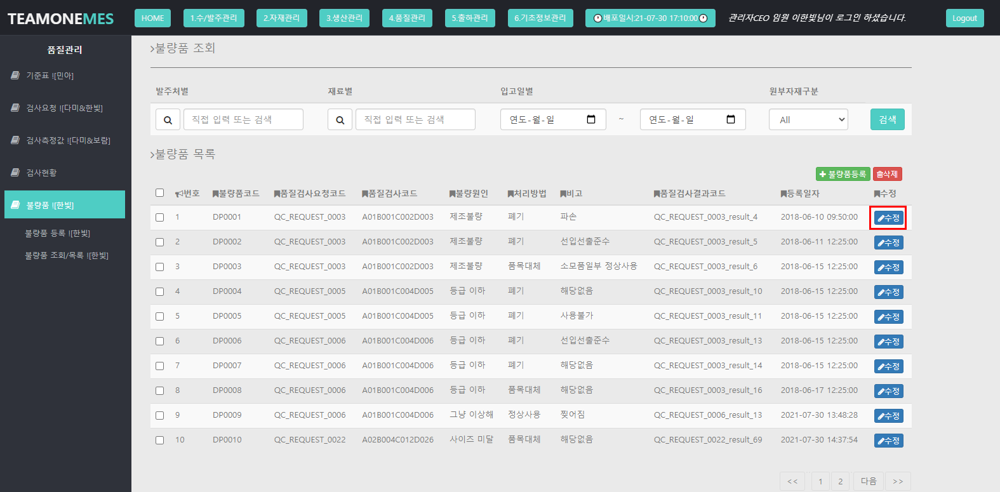 TEAMONEMES HOME 1.수/발주관리 2.자재관리 3.생산관리 4.품질관리 5.출하관리 6.기초정보관리 배포일시:21-07-30 17:10:00 관리자CEO 임원 이한빛님이 로그인 하셨습니다. Logout
품질관리
기준표 ![민아]
검사요청 ![다미&한빛]
검사측정값 ![다미&보람]
검사현황
불량품 ![한빛]
불량품 등록 ![한빛]
불량품 조회/목록 ![한빛]
>불량품 조회
발주처별 재료별 입고일별 원부자재구분
직접 입력 또는 검색 직접 입력 또는 검색 연도-월-일 ~ 연도-월-일 All 검색
>불량품 목록
불량품등록 삭제
번호 불량품코드 품질검사요청코드 품질검사코드 불량원인 처리방법 비고 품질검사결과코드 등록일자 수정
1 DP0001 QC_REQUEST_0003 A01B001C002D003 제조불량 폐기 파손 QC_REQUEST_0003_result_4 2018-06-10 09:50:00 수정
2 DP0002 QC_REQUEST_0003 A01B001C002D003 제조불량 폐기 선입선출준수 QC_REQUEST_0003_result_5 2018-06-11 12:25:00 수정
3 DP0003 QC_REQUEST_0003 A01B001C002D003 제조불량 품목대체 소모품일부 정상사용 QC_REQUEST_0003_result_6 2018-06-15 12:25:00 수정
4 DP0004 QC_REQUEST_0005 A01B001C004D005 등급 이하 폐기 해당없음 QC_REQUEST_0003_result_10 2018-06-15 12:25:00 수정
5 DP0005 QC_REQUEST_0005 A01B001C004D005 등급 이하 폐기 사용불가 QC_REQUEST_0003_result_11 2018-06-15 12:25:00 수정
6 DP0006 QC_REQUEST_0006 A01B001C004D006 등급 이하 폐기 선입선출준수 QC_REQUEST_0003_result_13 2018-06-15 12:25:00 수정
7 DP0007 QC_REQUEST_0006 A01B001C004D006 등급 이하 폐기 해당없음 QC_REQUEST_0003_result_14 2018-06-15 12:25:00 수정
8 DP0008 QC_REQUEST_0006 A01B001C004D006 등급 이하 품목대체 해당없음 QC_REQUEST_0003_result_16 2018-06-17 12:25:00 수정
9 DP0009 QC_REQUEST_0006 A01B001C004D006 그냥 이상해 정상사용 찢어짐 QC_REQUEST_0006_result_13 2021-07-30 13:48:28 수정
10 DP0010 QC_REQUEST_0022 A02B004C012D026 사이즈 미달 품목대체 해당없음 QC_REQUEST_0022_result_69 2021-07-30 14:37:54 수정
<< 1 2 다음 >>